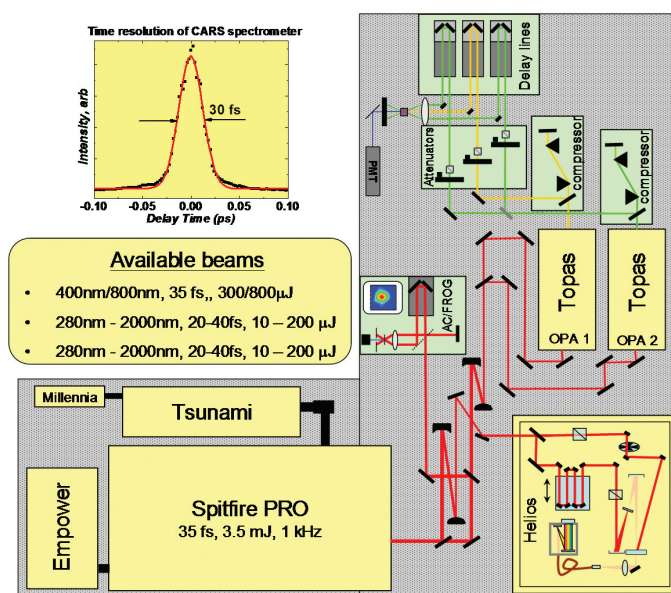 Time resolution of CARS spectrometer
Intensity, arb
30 fs
-0.10 -0.05 0.00 0.05 0.10
Delay Time (ps)
Available beams
• 400nm/800nm, 35 fs,, 300/800μJ
• 280nm - 2000nm, 20-40fs, 10 – 200 μJ
• 280nm - 2000nm, 20-40fs, 10 – 200 μJ
Delay lines
Attenuators
PMT
compressor
compressor
Topas
OPA 1
Topas
OPA 2
AC/FROG
Millennia
Tsunami
Empower
Spitfire PRO
35 fs, 3.5 mJ, 1 kHz
Helios